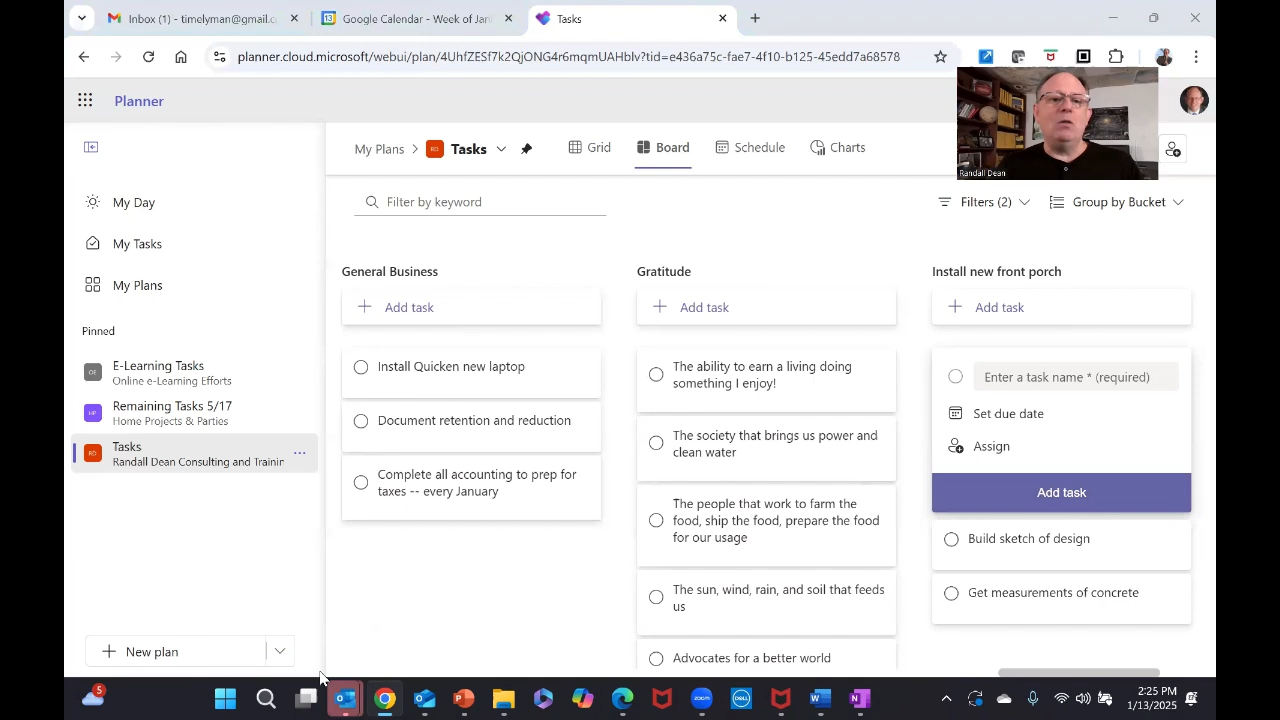 Inbox (1) - timelyman@gmail.c
Google Calendar - Week of Jan
Tasks
planner.cloud.microsoft/webui/plan/4UhfZESf7k2QjONG4r6mqmUAHbIv?tid=e436a75c-fae7-4f10-b125-45edd7a68578
Planner
Randall Dean
My Plans
RD
Tasks
Grid
Board
Schedule
Charts
My Day
Filter by keyword
Filters (2)
Group by Bucket
My Tasks
My Plans
Pinned
OE
E-Learning Tasks
Online e-Learning Efforts
HP
Remaining Tasks 5/17
Home Projects & Parties
RD
Tasks
Randall Dean Consulting and Trainin
New plan
General Business
Add task
Install Quicken new laptop
Document retention and reduction
Complete all accounting to prep for
taxes -- every January
Gratitude
Add task
The ability to earn a living doing
something I enjoy!
The society that brings us power and
clean water
The people that work to farm the
food, ship the food, prepare the food
for our usage
The sun, wind, rain, and soil that feeds
us
Advocates for a better world
Install new front porch
Add task
Enter a task name * (required)
Set due date
Assign
Add task
Build sketch of design
Get measurements of concrete
5
zoom
DELL
2:25 PM
1/13/2025